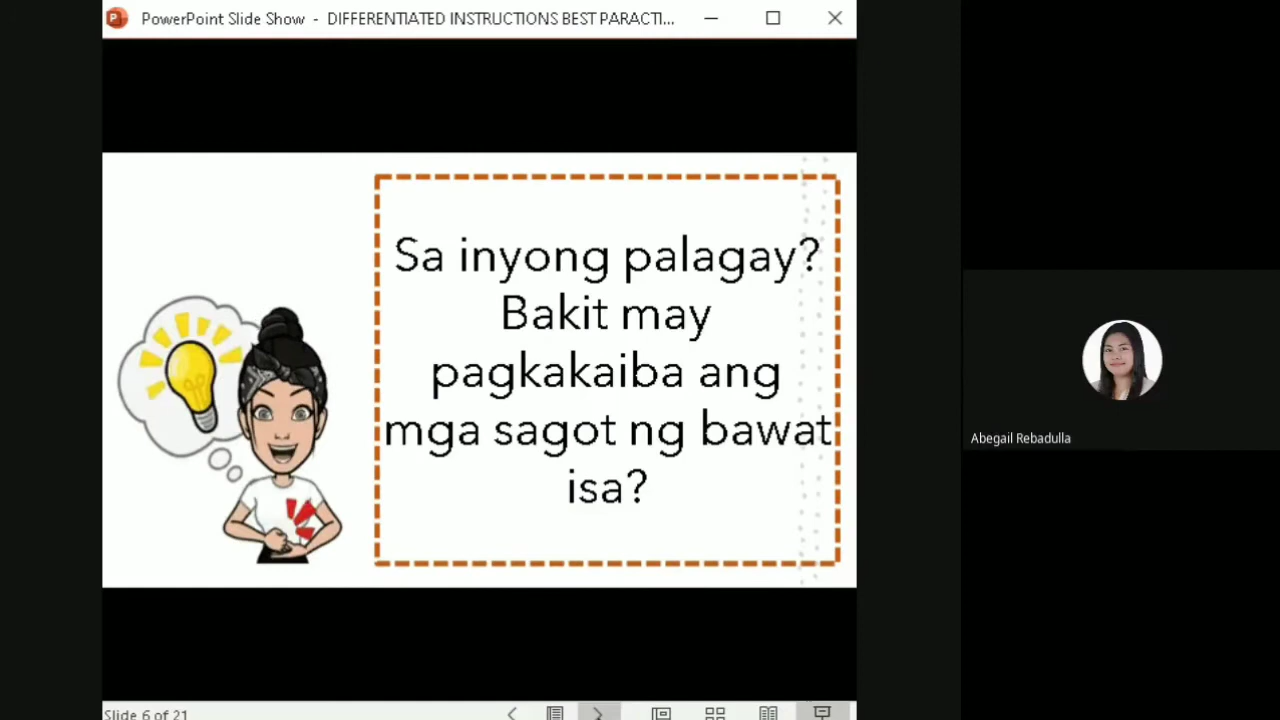 PowerPoint Slide Show - DIFFERENTIATED INSTRUCTIONS BEST PARACTI...
Sa inyong palagay?
Bakit may
pagkakaiba ang
mga sagot ng bawat
isa?
Abegail Rebadulla
Slide 6 of 21